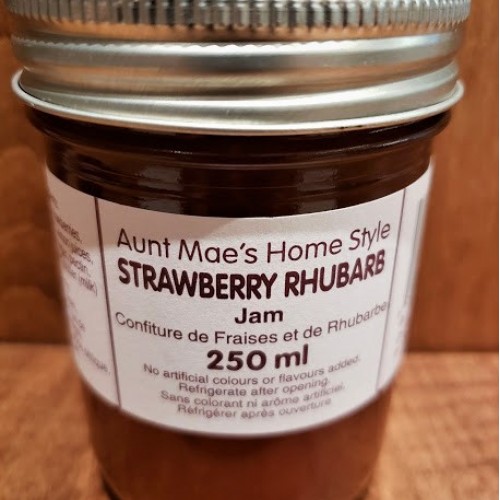 Aunt Mae's Home Style
STRAWBERRY RHUBARB
Jam
Confiture de Fraises et de Rhubarbe
250 ml
No artificial colours or flavours added.
Refrigerate after opening.
Sans colorant ni arôme artificiel.
Réfrigérer après ouverture.
(milk)